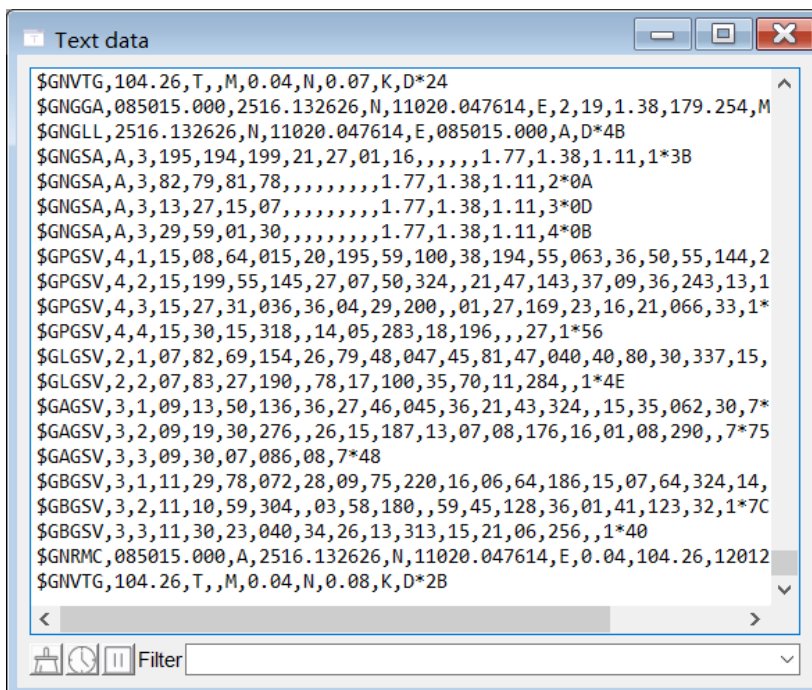 Text data
$GNVTG,104.26,T,,M,0.04,N,0.07,K,D*24
$GNGGA,085015.000,2516.132626,N,11020.047614,E,2,19,1.38,179.254,M
$GNGLL,2516.132626,N,11020.047614,E,085015.000,A,D*4B
$GNGSA,A,3,195,194,199,21,27,01,16,,,,,,1.77,1.38,1.11,1*3B
$GNGSA,A,3,82,79,81,78,,,,,,,,,1.77,1.38,1.11,2*0A
$GNGSA,A,3,13,27,15,07,,,,,,,,,1.77,1.38,1.11,3*0D
$GNGSA,A,3,29,59,01,30,,,,,,,,,1.77,1.38,1.11,4*0B
$GPGSV,4,1,15,08,64,015,20,195,59,100,38,194,55,063,36,50,55,144,2
$GPGSV,4,2,15,199,55,145,27,07,50,324,,21,47,143,37,09,36,243,13,1
$GPGSV,4,3,15,27,31,036,36,04,29,200,,01,27,169,23,16,21,066,33,1*
$GPGSV,4,4,15,30,15,318,,14,05,283,18,196,,,27,1*56
$GLGSV,2,1,07,82,69,154,26,79,48,047,45,81,47,040,40,80,30,337,15,
$GLGSV,2,2,07,83,27,190,,78,17,100,35,70,11,284,,1*4E
$GAGSV,3,1,09,13,50,136,36,27,46,045,36,21,43,324,,15,35,062,30,7*
$GAGSV,3,2,09,19,30,276,,26,15,187,13,07,08,176,16,01,08,290,,7*75
$GAGSV,3,3,09,30,07,086,08,7*48
$GBGSV,3,1,11,29,78,072,28,09,75,220,16,06,64,186,15,07,64,324,14,
$GBGSV,3,2,11,10,59,304,,03,58,180,,59,45,128,36,01,41,123,32,1*7C
$GBGSV,3,3,11,30,23,040,34,26,13,313,15,21,06,256,,1*40
$GNRMC,085015.000,A,2516.132626,N,11020.047614,E,0.04,104.26,12012
$GNVTG,104.26,T,,M,0.04,N,0.08,K,D*2B
Filter